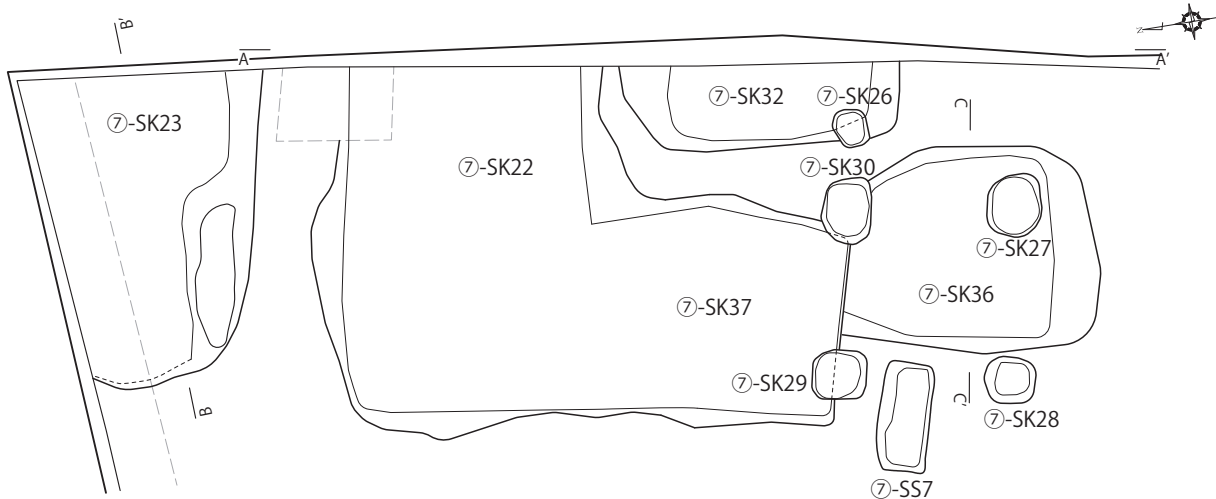 B'
N
A
A'
⑦-SK23
⑦-SK32
⑦-SK26
C
⑦-SK22
⑦-SK30
⑦-SK27
⑦-SK36
⑦-SK37
⑦-SK29
C'
B
⑦-SK28
⑦-SS7